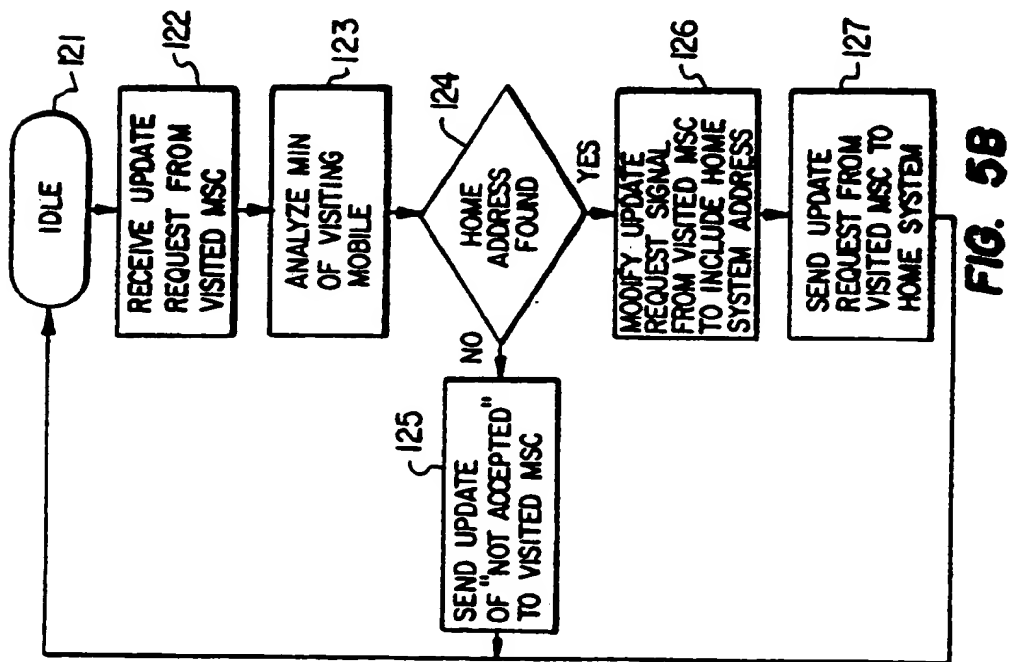 121
IDLE
122
RECEIVE UPDATE
REQUEST FROM
VISITED MSC
123
ANALYZE MIN
OF VISITING
MOBILE
124
HOME
ADDRESS
FOUND
NO
YES
125
SEND UPDATE
OF "NOT ACCEPTED"
TO VISITED MSC
126
MODIFY UPDATE
REQUEST SIGNAL
FROM VISITED MSC
TO INCLUDE HOME
SYSTEM ADDRESS
127
SEND UPDATE
REQUEST FROM
VISITED MSC TO
HOME SYSTEM
FIG. 5B